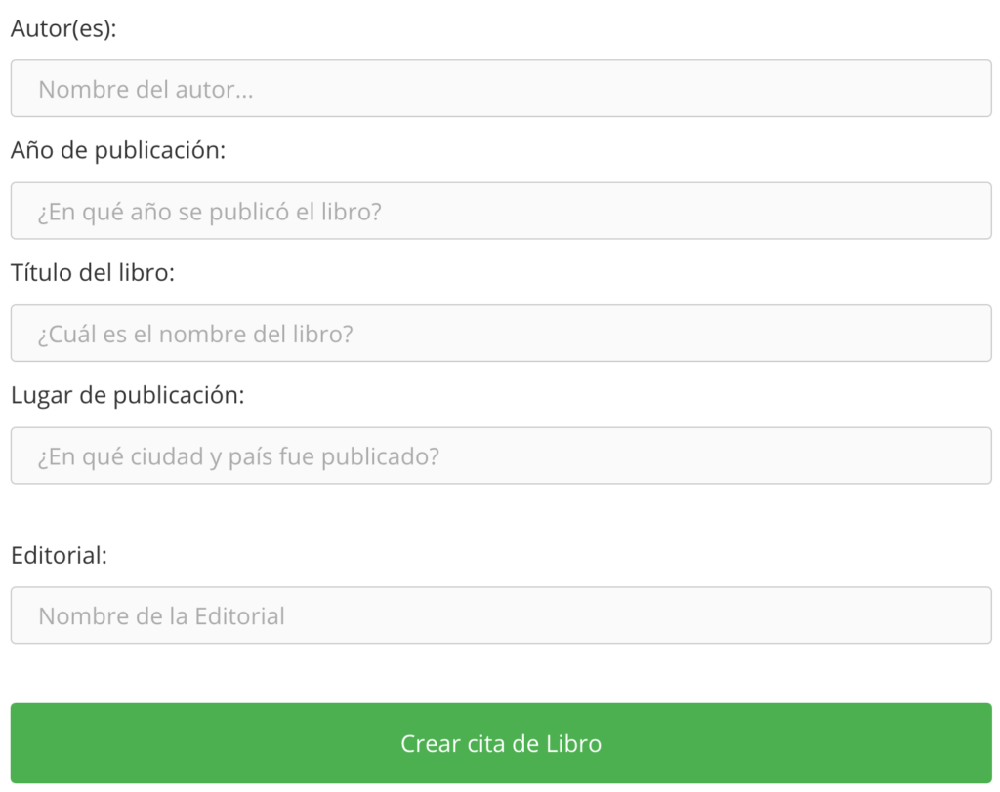 Autor(es):
Nombre del autor...
Año de publicación:
¿En qué año se publicó el libro?
Título del libro:
¿Cuál es el nombre del libro?
Lugar de publicación:
¿En qué ciudad y país fue publicado?
Editorial:
Nombre de la Editorial
Crear cita de Libro